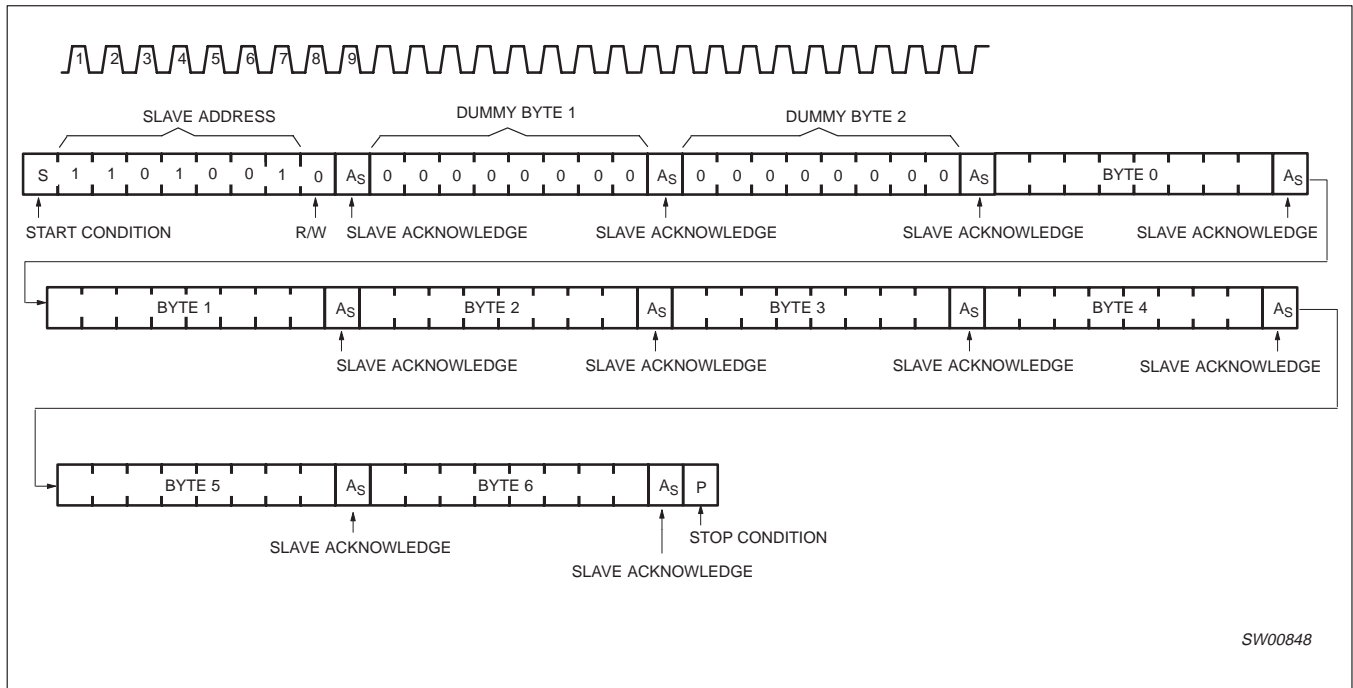 1 2 3 4 5 6 7 8 9
SLAVE ADDRESS DUMMY BYTE 1 DUMMY BYTE 2
S 1 1 0 1 0 0 1 0 AS 0 0 0 0 0 0 0 0 AS 0 0 0 0 0 0 0 0 AS BYTE 0 AS
START CONDITION R/W SLAVE ACKNOWLEDGE SLAVE ACKNOWLEDGE SLAVE ACKNOWLEDGE SLAVE ACKNOWLEDGE
BYTE 1 AS BYTE 2 AS BYTE 3 AS BYTE 4 AS
SLAVE ACKNOWLEDGE SLAVE ACKNOWLEDGE SLAVE ACKNOWLEDGE SLAVE ACKNOWLEDGE
BYTE 5 AS BYTE 6 AS P
SLAVE ACKNOWLEDGE STOP CONDITION
SLAVE ACKNOWLEDGE
SW00848